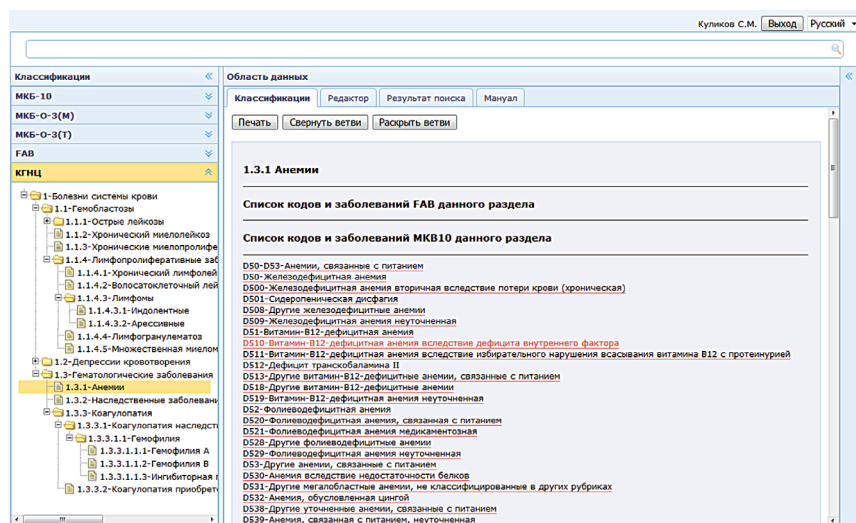 Куликов С.М. Выход Русский
Классификации
МКБ-10
МКБ-О-3(М)
МКБ-О-3(Т)
FAB
КГНЦ
1-Болезни системы крови
1.1-Гемобластозы
1.1.1-Острые лейкозы
1.1.2-Хронический миелолейкоз
1.1.3-Хронические миелопролифе
1.1.4-Лимфопролиферативные заб
1.1.4.1-Хронический лимфолей
1.1.4.2-Волосатоклеточный лей
1.1.4.3-Лимфомы
1.1.4.3.1-Индолентные
1.1.4.3.2-Арессивные
1.1.4.4-Лимфогранулематоз
1.1.4.5-Множественная миелом
1.2-Депрессии кроветворения
1.3-Гематологические заболевания
1.3.1-Анемии
1.3.2-Наследственные заболевани
1.3.3-Коагулопатия
1.3.3.1-Коагулопатия наследст
1.3.3.1.1-Гемофилия
1.3.3.1.1.1-Гемофилия А
1.3.3.1.1.2-Гемофилия В
1.3.3.1.1.3-Ингибиторная г
1.3.3.2-Коагулопатия приобрет
Область данных
Классификации Редактор Результат поиска Мануал
Печать Свернуть ветви Раскрыть ветви
1.3.1 Анемии
Список кодов и заболеваний FAB данного раздела
Список кодов и заболеваний МКВ10 данного раздела
D50-D53-Анемии, связанные с питанием
D50-Железодефицитная анемия
D500-Железодефицитная анемия вторичная вследствие потери крови (хроническая)
D501-Сидеропеническая дисфагия
D508-Другие железодефицитные анемии
D509-Железодефицитная анемия неуточненная
D51-Витамин-В12-дефицитная анемия
D510-Витамин-В12-дефицитная анемия вследствие дефицита внутреннего фактора
D511-Витамин-В12-дефицитная анемия вследствие избирательного нарушения всасывания витамина В12 с протеинурией
D512-Дефицит транскобаламина II
D513-Другие витамин-В12-дефицитные анемии, связанные с питанием
D518-Другие витамин-В12-дефицитные анемии
D519-Витамин-В12-дефицитная анемия неуточненная
D52-Фолиеводефицитная анемия
D520-Фолиеводефицитная анемия, связанная с питанием
D521-Фолиеводефицитная анемия медикаментозная
D528-Другие фолиеводефицитные анемии
D529-Фолиеводефицитная анемия неуточненная
D53-Другие анемии, связанные с питанием
D530-Анемия вследствие недостаточности белков
D531-Другие мегалобластные анемии, не классифицированные в других рубриках
D532-Анемия, обусловленная цингой
D538-Другие уточненные анемии, связанные с питанием
D539-Анемия, связанная с питанием, неуточненная